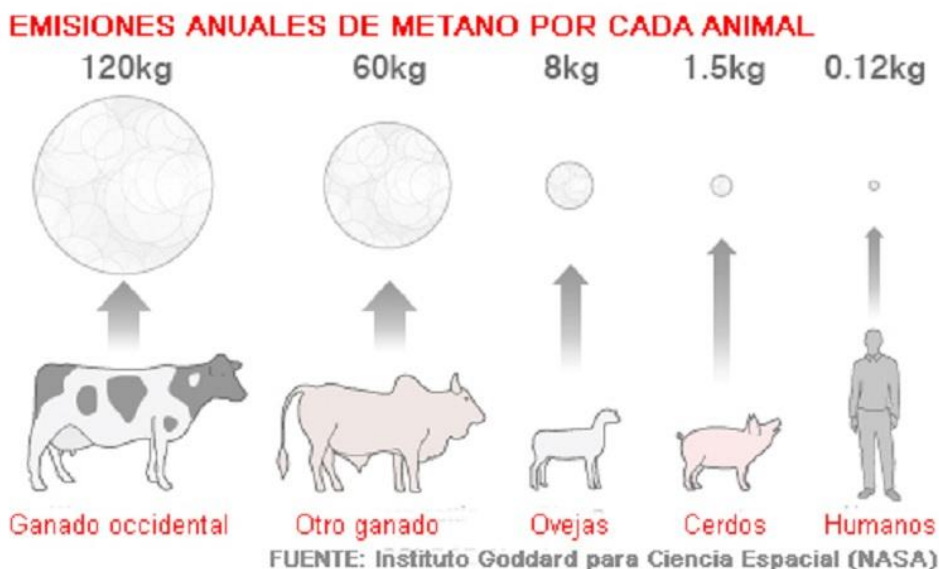 EMISIONES ANUALES DE METANO POR CADA ANIMAL
120kg 60kg 8kg 1.5kg 0.12kg
Ganado occidental Otro ganado Ovejas Cerdos Humanos
FUENTE: Instituto Goddard para Ciencia Espacial (NASA)